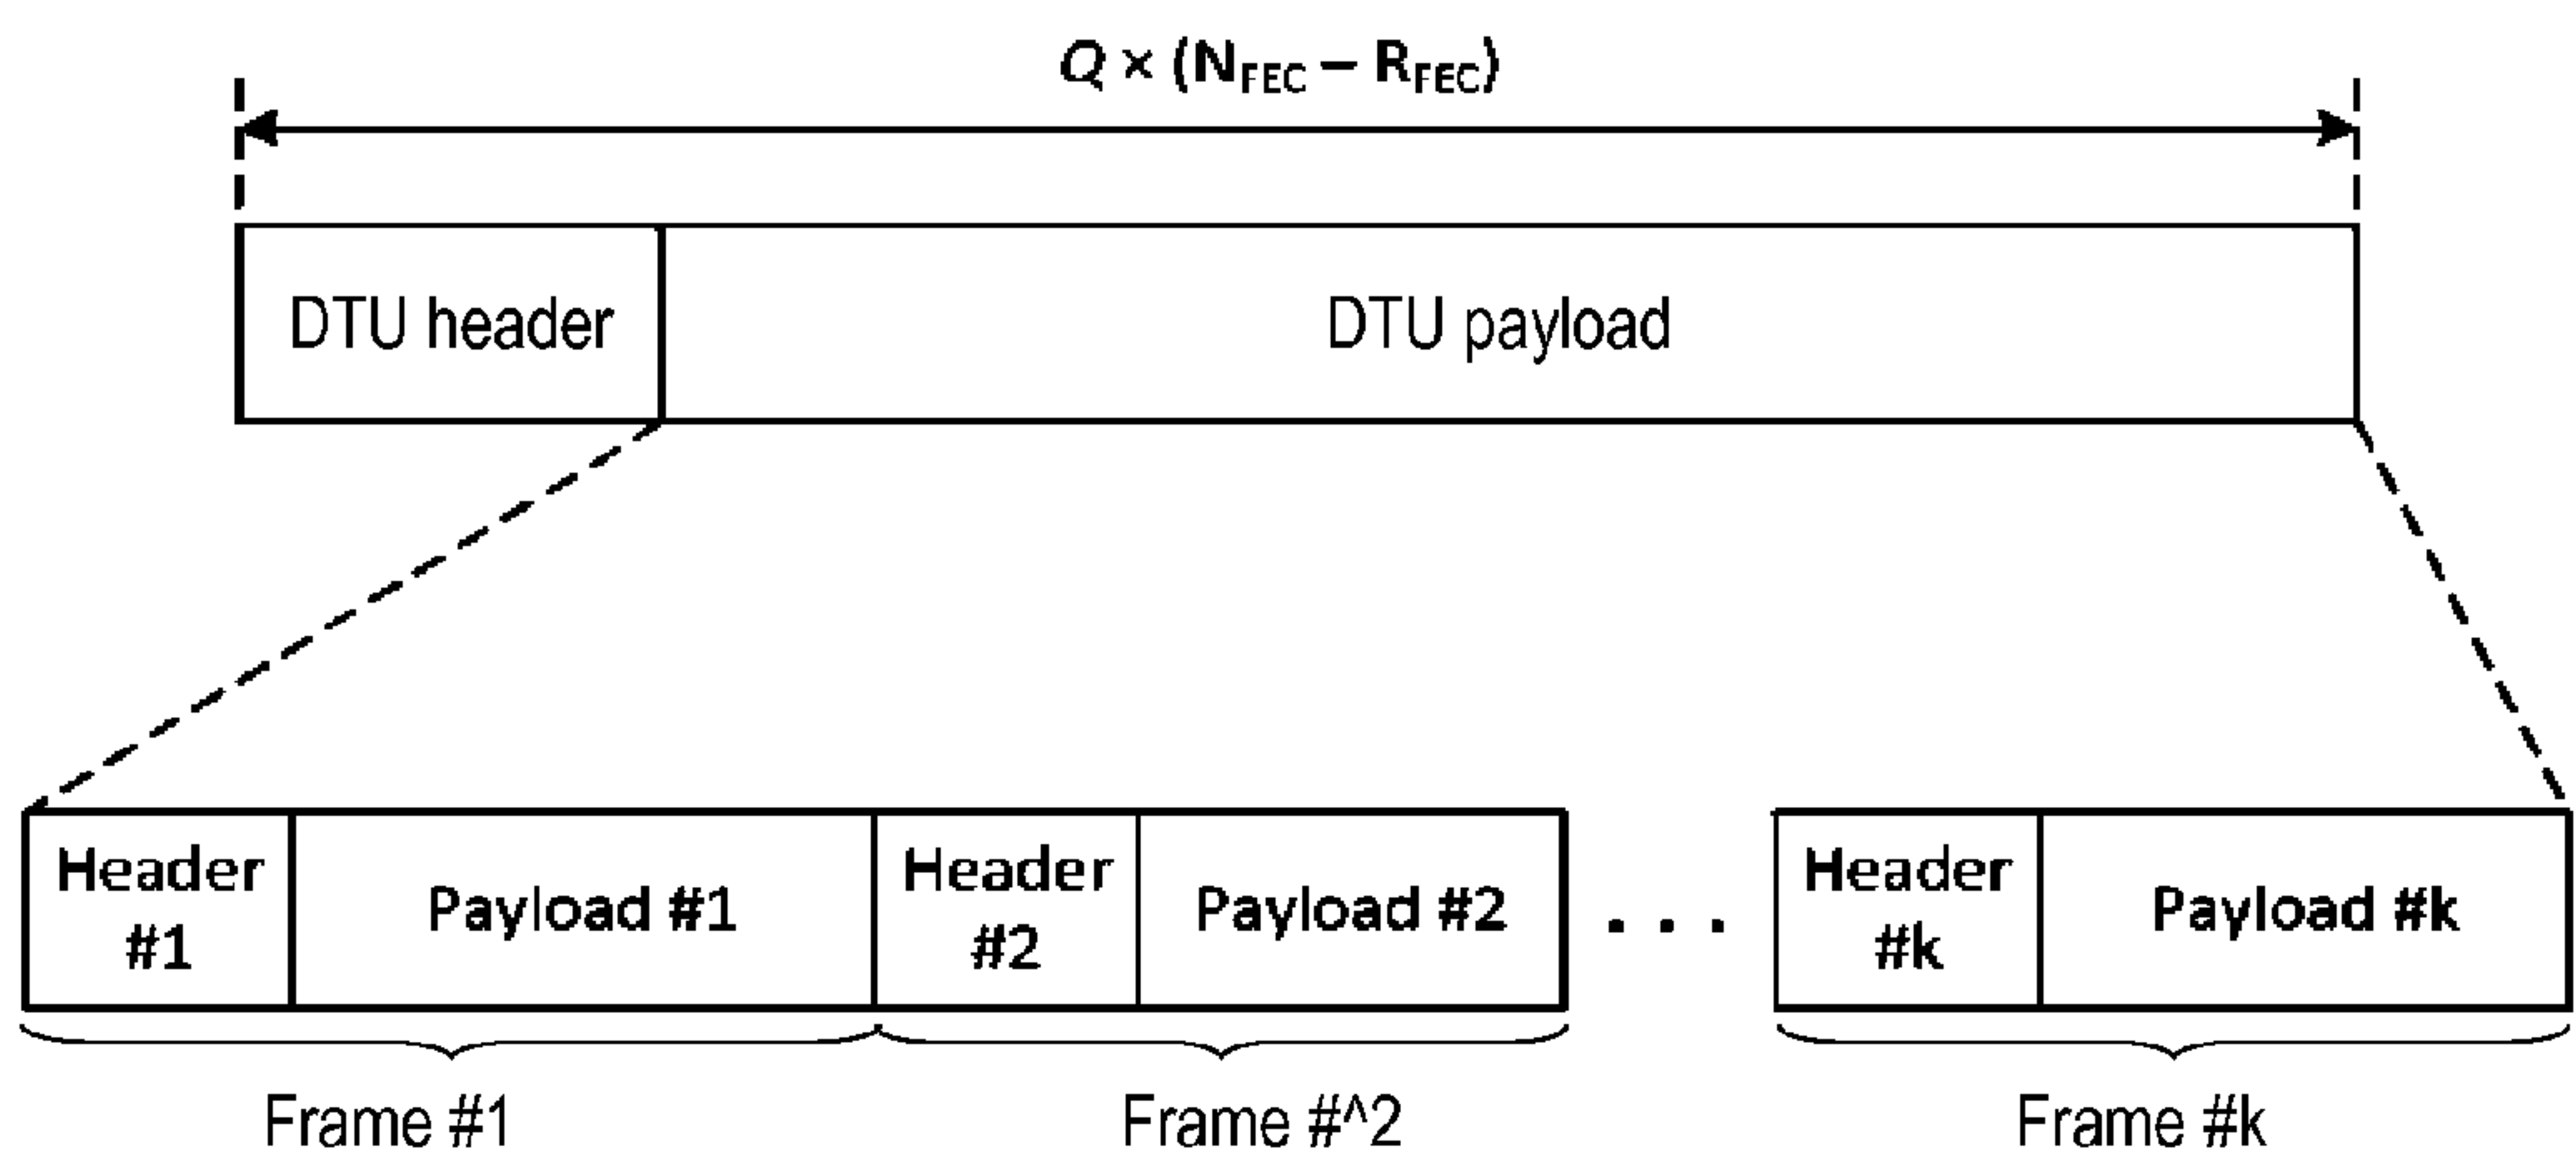 Q × (NFEC – RFEC)
DTU header
DTU payload
Header
#1
Payload #1
Header
#2
Payload #2
. . .
Header
#k
Payload #k
Frame #1
Frame #^2
Frame #k